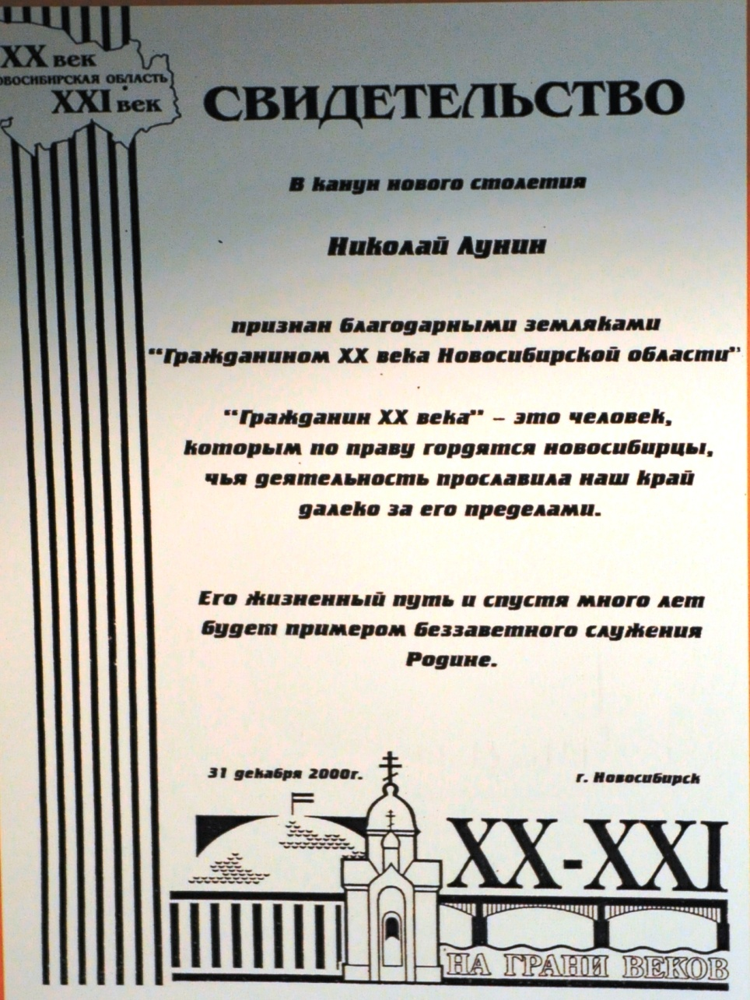 XX век
НОВОСИБИРСКАЯ ОБЛАСТЬ
XXI век
СВИДЕТЕЛЬСТВО
В канун нового столетия
Николай Лунин
признан благодарными земляками
“Гражданином XX века Новосибирской области”
“Гражданин XX века” – это человек,
которым по праву гордятся новосибирцы,
чья деятельность прославила наш край
далеко за его пределами.
Его жизненный путь и спустя много лет
будет примером беззаветного служения
Родине.
31 декабря 2000г.
г. Новосибирск
XX-XXI
НА ГРАНИ ВЕКОВ